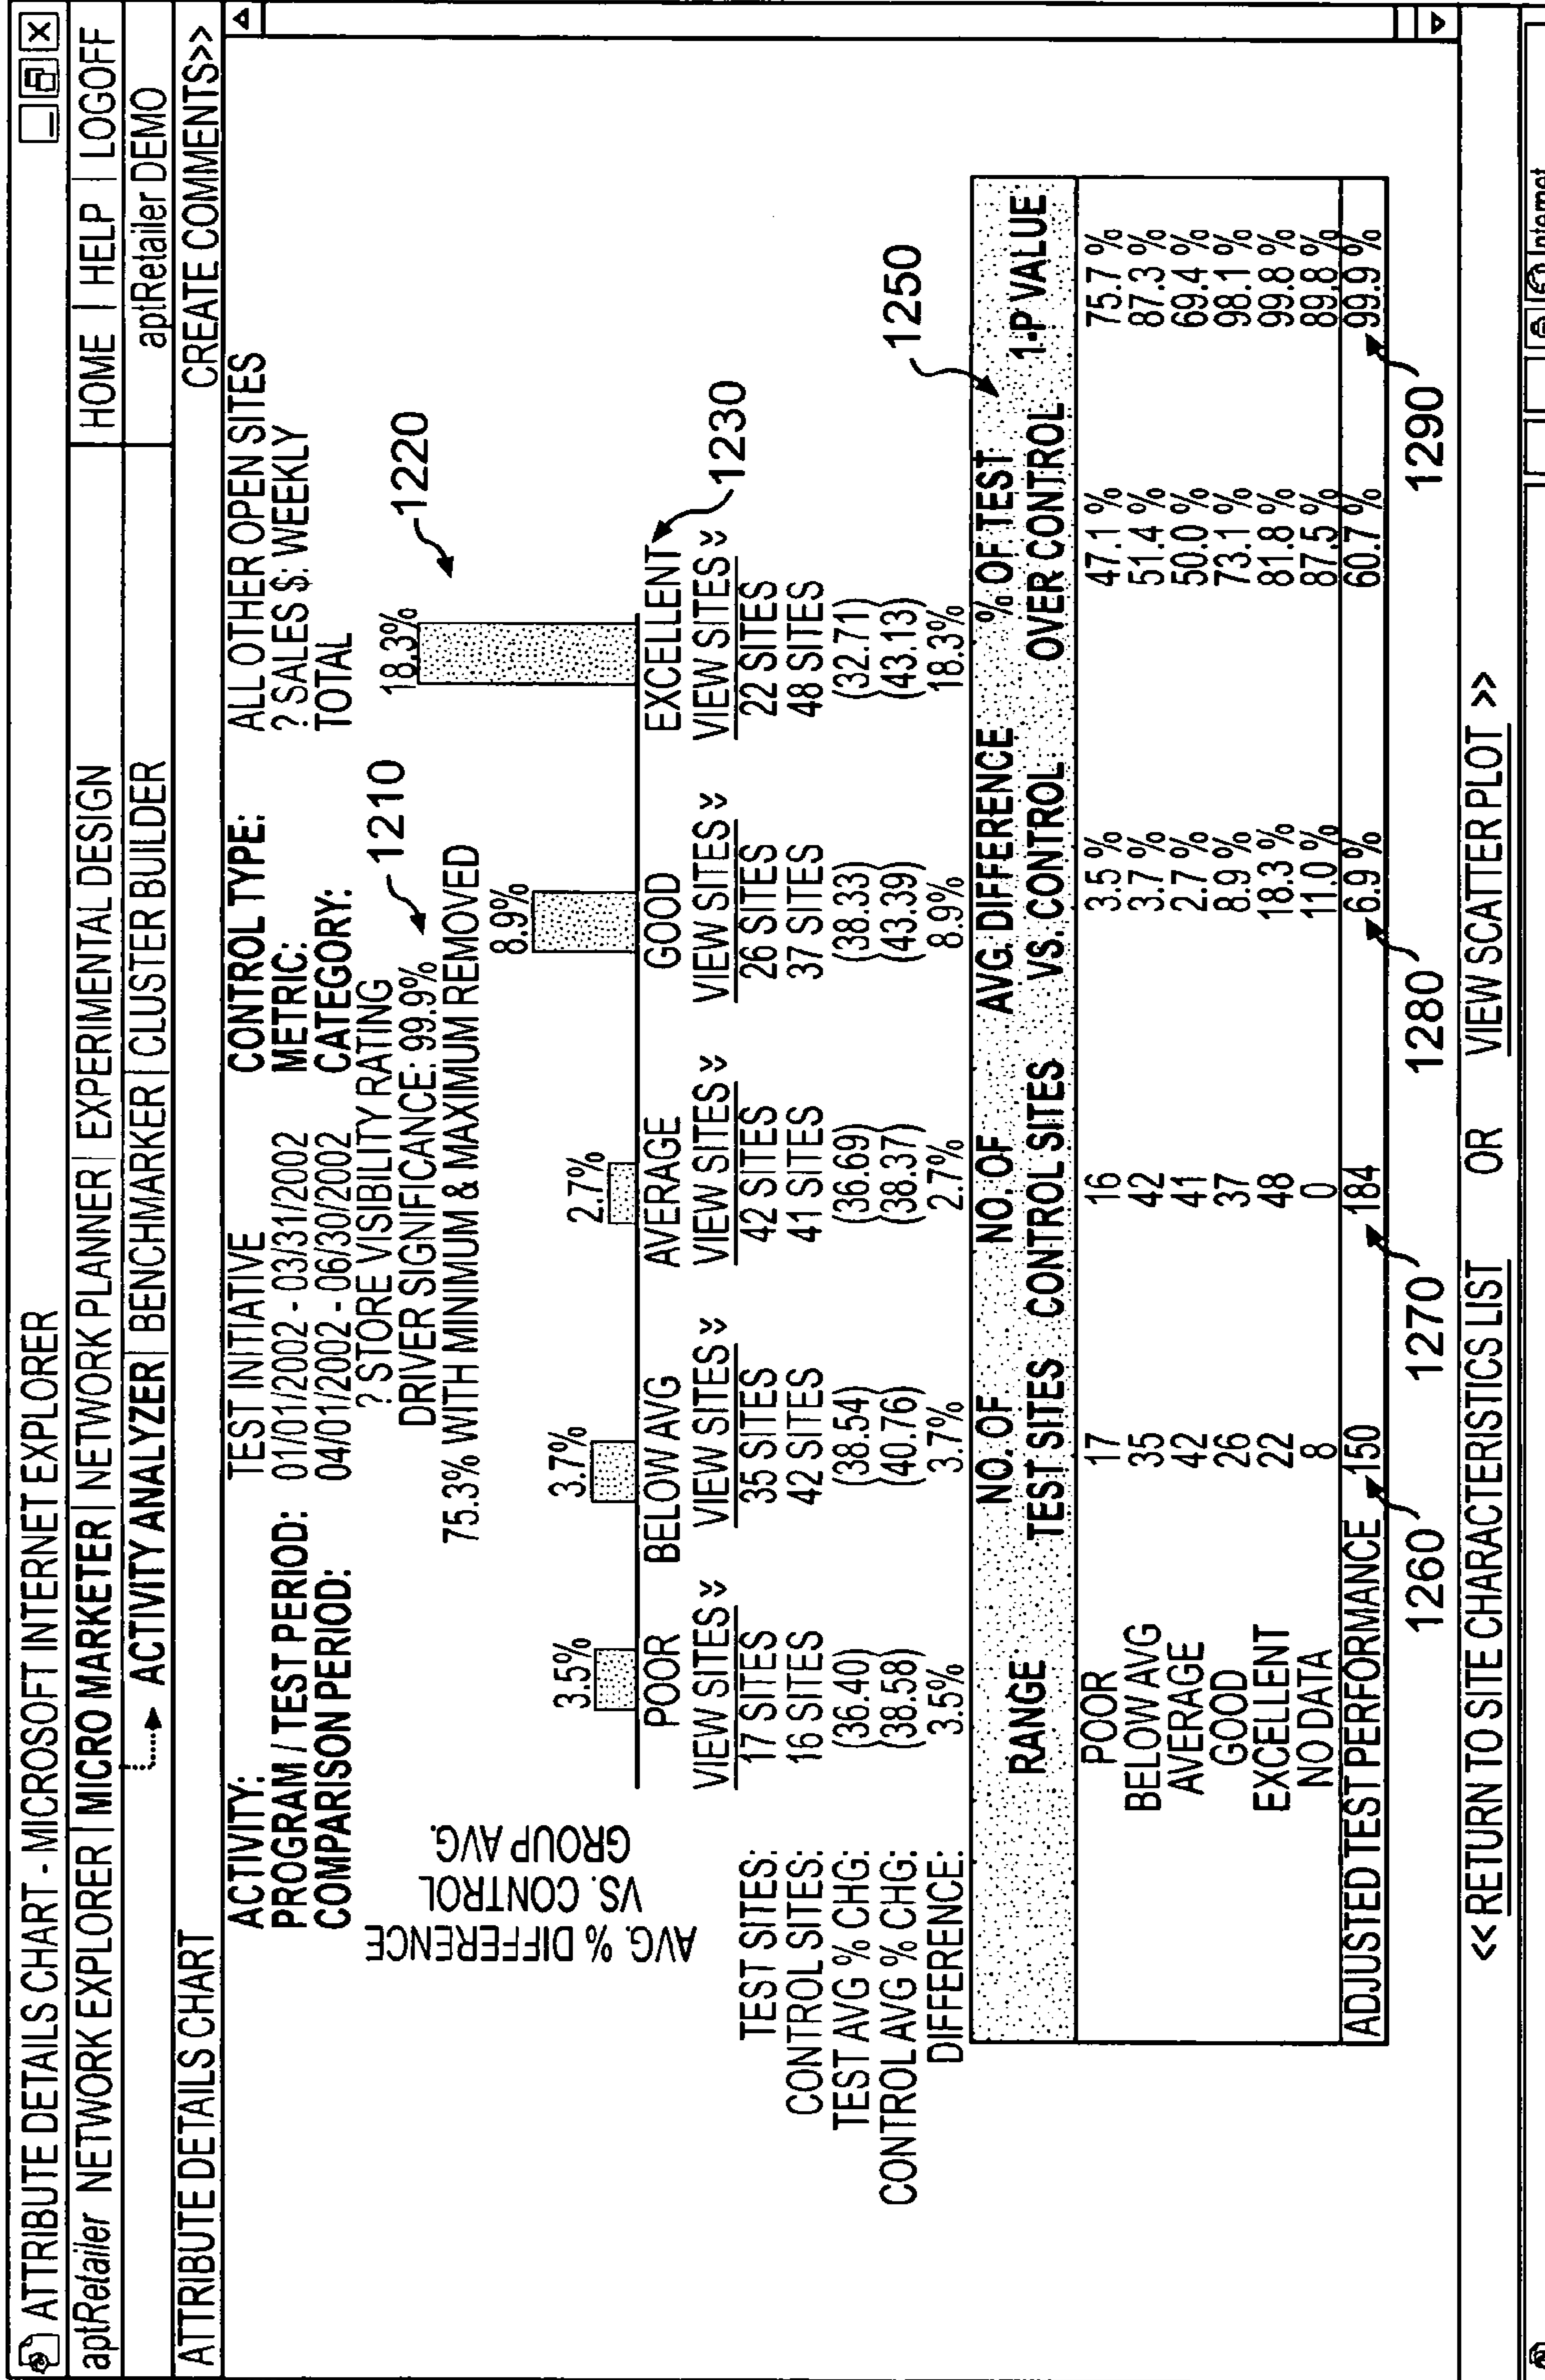 ATTRIBUTE DETAILS CHART - MICROSOFT INTERNET EXPLORER
aptRetailer NETWORK EXPLORER | MICRO MARKETER | NETWORK PLANNER | EXPERIMENTAL DESIGN | HOME | HELP | LOGOFF
ACTIVITY ANALYZER | BENCHMARKER | CLUSTER BUILDER aptRetailer DEMO
ATTRIBUTE DETAILS CHART CREATE COMMENTS>>
ACTIVITY: TEST INITIATIVE CONTROL TYPE: ALL OTHER OPEN SITES
PROGRAM / TEST PERIOD: 01/01/2002 - 03/31/2002 METRIC: ? SALES $: WEEKLY
COMPARISON PERIOD: 04/01/2002 - 06/30/2002 CATEGORY: TOTAL
? STORE VISIBILITY RATING
DRIVER SIGNIFICANCE: 99.9% 1210
75.3% WITH MINIMUM & MAXIMUM REMOVED
1220
AVG. % DIFFERENCE
VS. CONTROL
GROUP AVG.
3.5% 3.7% 2.7% 8.9% 18.3%
POOR BELOW AVG AVERAGE GOOD EXCELLENT 1230
VIEW SITES VIEW SITES VIEW SITES VIEW SITES VIEW SITES
TEST SITES: 17 SITES 35 SITES 42 SITES 26 SITES 22 SITES
CONTROL SITES: 16 SITES 42 SITES 41 SITES 37 SITES 48 SITES
TEST AVG % CHG: (36.40) (38.54) (36.69) (38.33) (32.71)
CONTROL AVG % CHG: (38.58) (40.76) (38.37) (43.39) (43.13)
DIFFERENCE: 3.5% 3.7% 2.7% 8.9% 18.3%
1250
NO. OF NO. OF AVG. DIFFERENCE % OF TEST
RANGE TEST SITES CONTROL SITES VS. CONTROL OVER CONTROL 1-P VALUE
POOR 17 16 3.5 % 47.1 % 75.7 %
BELOW AVG 35 42 3.7 % 51.4 % 87.3 %
AVERAGE 42 41 2.7 % 50.0 % 69.4 %
GOOD 26 37 8.9 % 73.1 % 98.1 %
EXCELLENT 22 48 18.3 % 81.8 % 99.8 %
NO DATA 8 0 11.0 % 87.5 % 89.8 %
ADJUSTED TEST PERFORMANCE 150 184 6.9 % 60.7 % 99.9 %
1260 1270 1280 1290
<< RETURN TO SITE CHARACTERISTICS LIST OR VIEW SCATTER PLOT >>
Internet